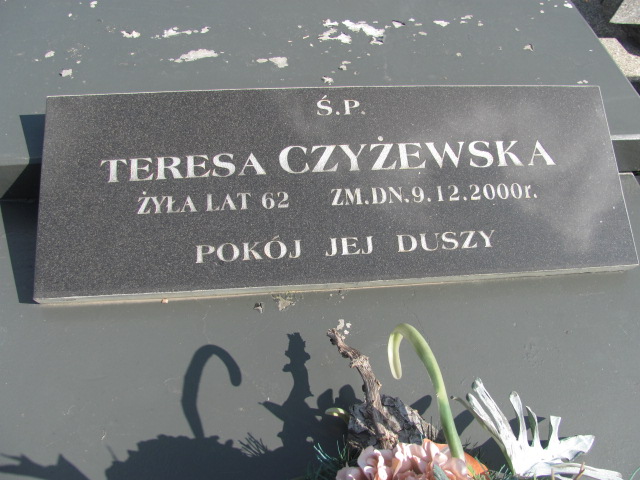 Ś.P.
TERESA CZYŻEWSKA
ŻYŁA LAT 62 ZM.DN.9.12.2000r.
POKÓJ JEJ DUSZY